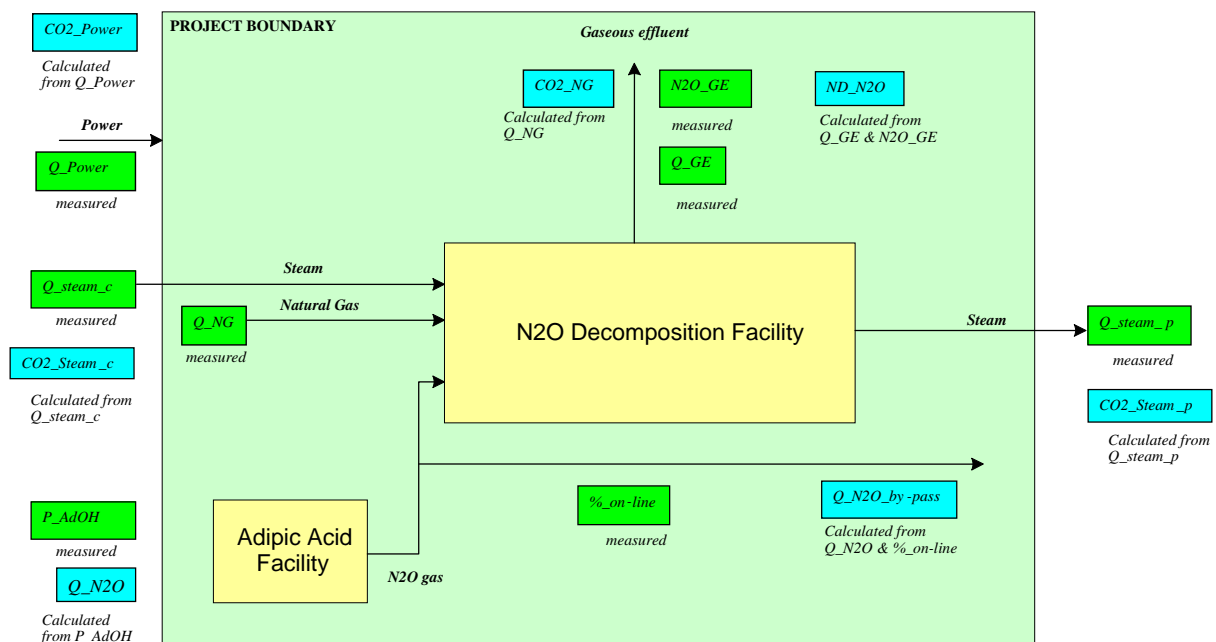 CO2_Power
Calculated
from Q_Power
Power
Q_Power
measured
Q_steam_c
measured
CO2_Steam_c
Calculated from
Q_steam_c
P_AdOH
measured
Q_N2O
Calculated
from P_AdOH
PROJECT BOUNDARY
Gaseous effluent
CO2_NG
Calculated from
Q_NG
N2O_GE
measured
Q_GE
measured
ND_N2O
Calculated from
Q_GE & N2O_GE
Steam
Natural Gas
Q_NG
measured
N2O Decomposition Facility
Steam
Adipic Acid
Facility
N2O gas
%_on-line
measured
Q_N2O_by-pass
Calculated from
Q_N2O & %_on-line
Q_steam_p
measured
CO2_Steam_p
Calculated from
Q_steam_p